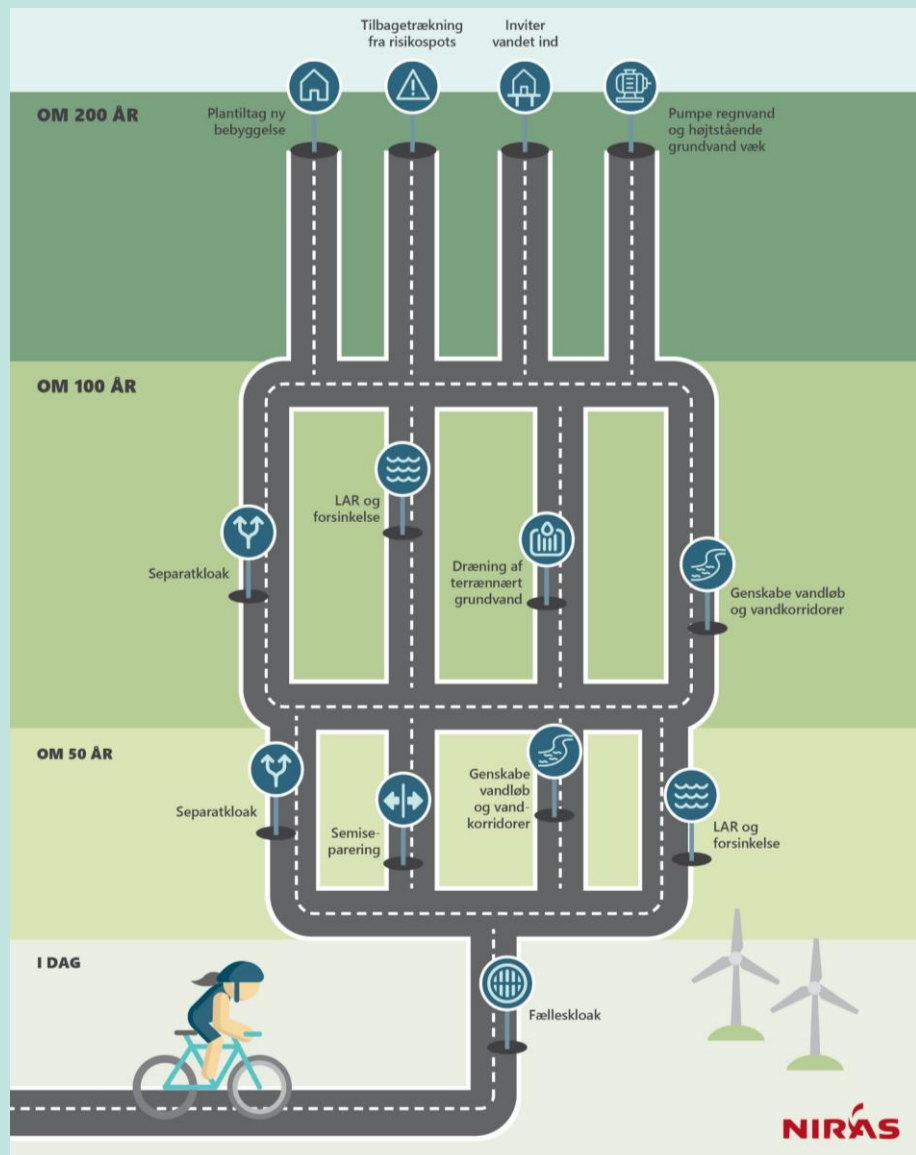 Tilbagetrækning
fra risikospots
Inviter
vandet ind
OM 200 ÅR
Plantiltag ny
bebyggelse
Pumpe regnvand
og højtstående
grundvand væk
OM 100 ÅR
LAR og
forsinkelse
Separatkloak
Dræning af
terrænnært
grundvand
Genskabe vandløb
og vandkorridorer
OM 50 ÅR
Separatkloak
Semise-
parering
Genskabe
vandløb
og vand-
korridorer
LAR og
forsinkelse
I DAG
Fælleskloak
NIRAS